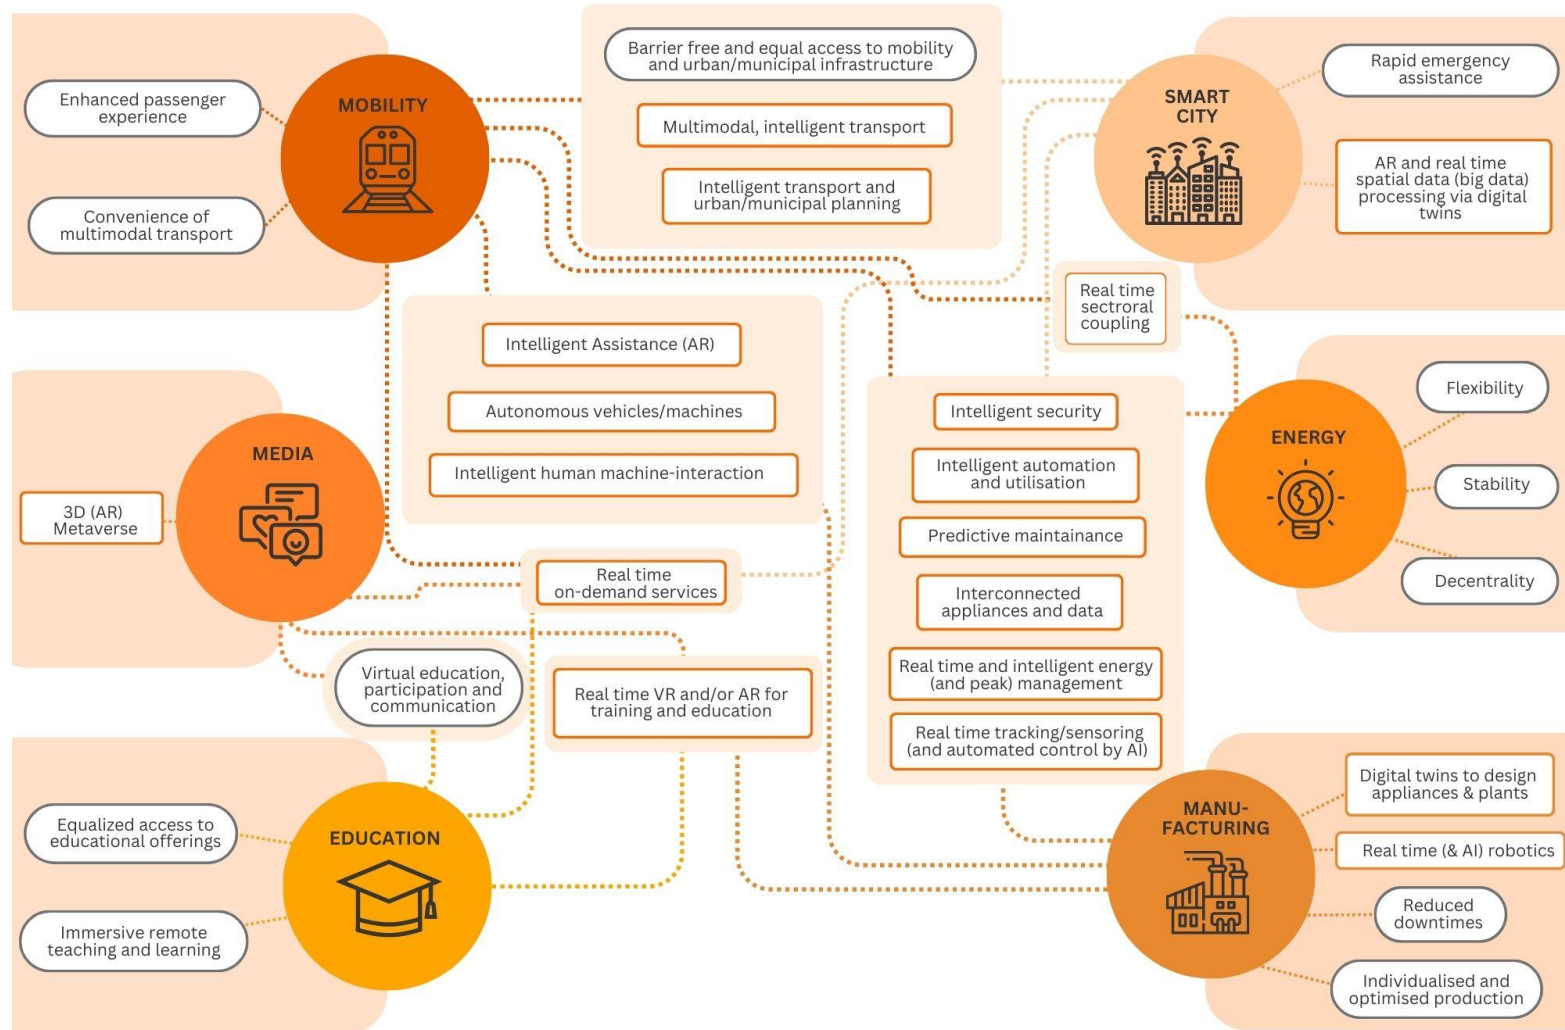 Barrier free and equal access to mobility
and urban/municipal infrastructure
Multimodal, intelligent transport
Intelligent transport and
urban/municipal planning
MOBILITY
Enhanced passenger
experience
Convenience of
multimodal transport
SMART
CITY
Rapid emergency
assistance
AR and real time
spatial data (big data)
processing via digital
twins
Real time
sectroral
coupling
Intelligent Assistance (AR)
Autonomous vehicles/machines
Intelligent human machine-interaction
MEDIA
3D (AR)
Metaverse
Intelligent security
Intelligent automation
and utilisation
Predictive maintainance
Interconnected
appliances and data
Real time and intelligent energy
(and peak) management
Real time tracking/sensoring
(and automated control by AI)
ENERGY
Flexibility
Stability
Decentrality
Real time
on-demand services
Virtual education,
participation and
communication
Real time VR and/or AR for
training and education
EDUCATION
Equalized access to
educational offerings
Immersive remote
teaching and learning
MANU-
FACTURING
Digital twins to design
appliances & plants
Real time (& AI) robotics
Reduced
downtimes
Individualised and
optimised production